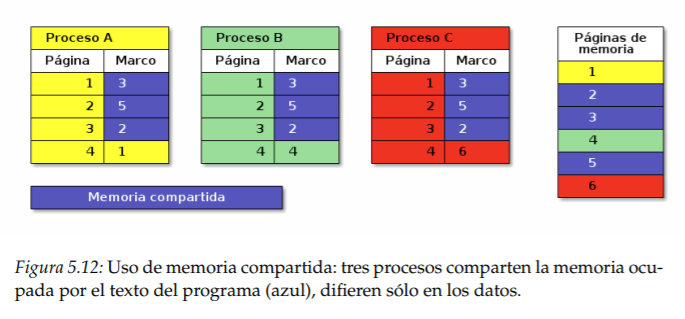 Proceso A
Página Marco
1 3
2 5
3 2
4 1
Proceso B
Página Marco
1 3
2 5
3 2
4 4
Proceso C
Página Marco
1 3
2 5
3 2
4 6
Páginas de
memoria
1
2
3
4
5
6
Memoria compartida
Figura 5.12: Uso de memoria compartida: tres procesos comparten la memoria ocu-
pada por el texto del programa (azul), difieren sólo en los datos.